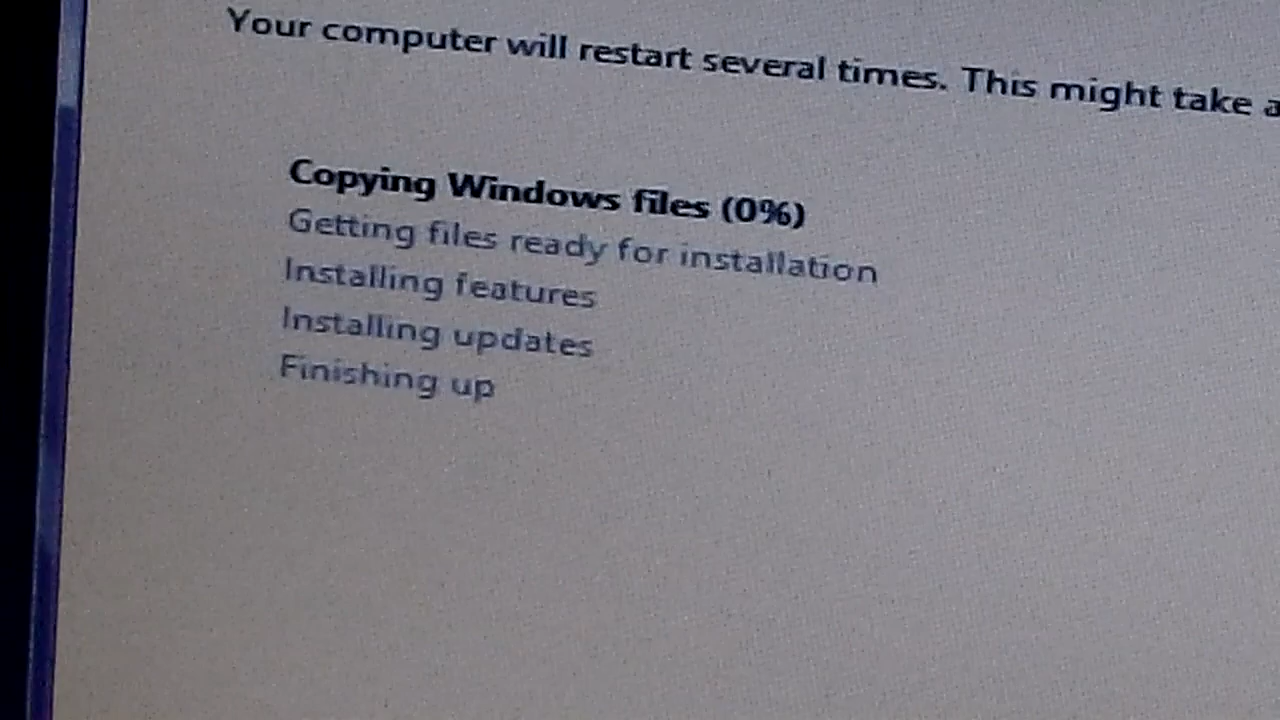 Your computer will restart several times. This might take a
Copying Windows files (0%)
Getting files ready for installation
Installing features
Installing updates
Finishing up